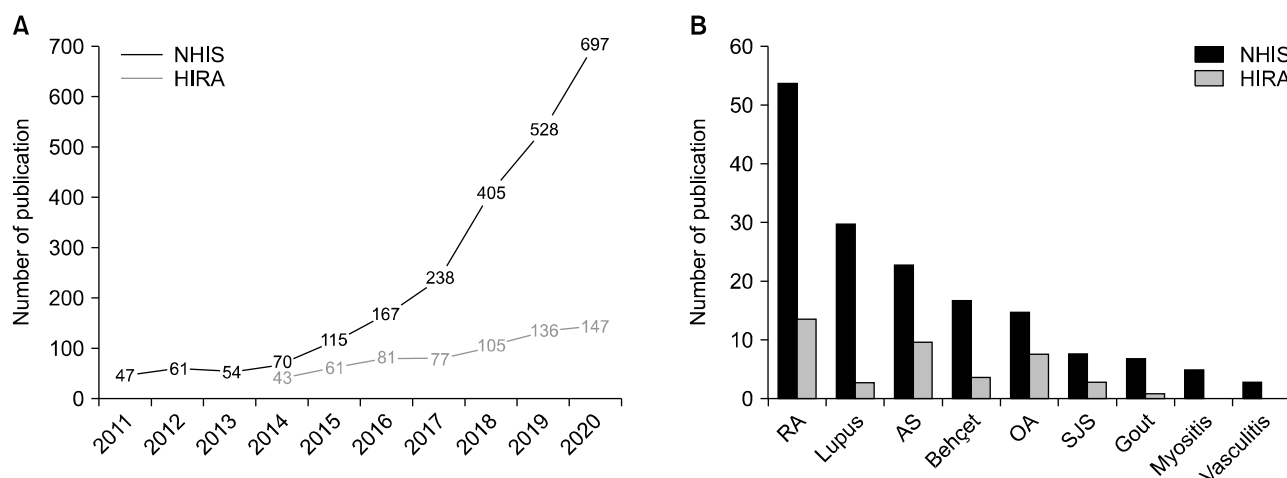 A
NHIS
HIRA
Number of publication
700
600
500
400
300
200
100
0
47
61
54
70
115
167
238
405
528
697
43
61
81
77
105
136
147
2011
2012
2013
2014
2015
2016
2017
2018
2019
2020
B
NHIS
HIRA
Number of publication
60
50
40
30
20
10
0
RA
Lupus
AS
Behçet
OA
SJS
Gout
Myositis
Vasculitis